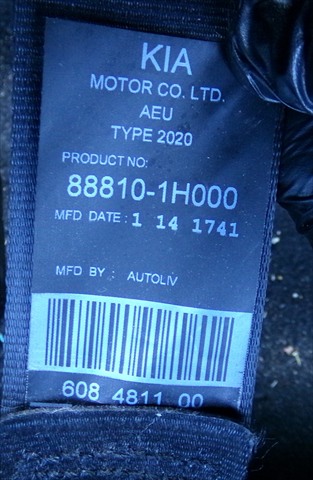 KIA
MOTOR CO. LTD.
AEU
TYPE 2020
PRODUCT NO:
88810-1H000
MFD DATE : 1 14 1741
MFD BY : AUTOLIV
608 4811 00